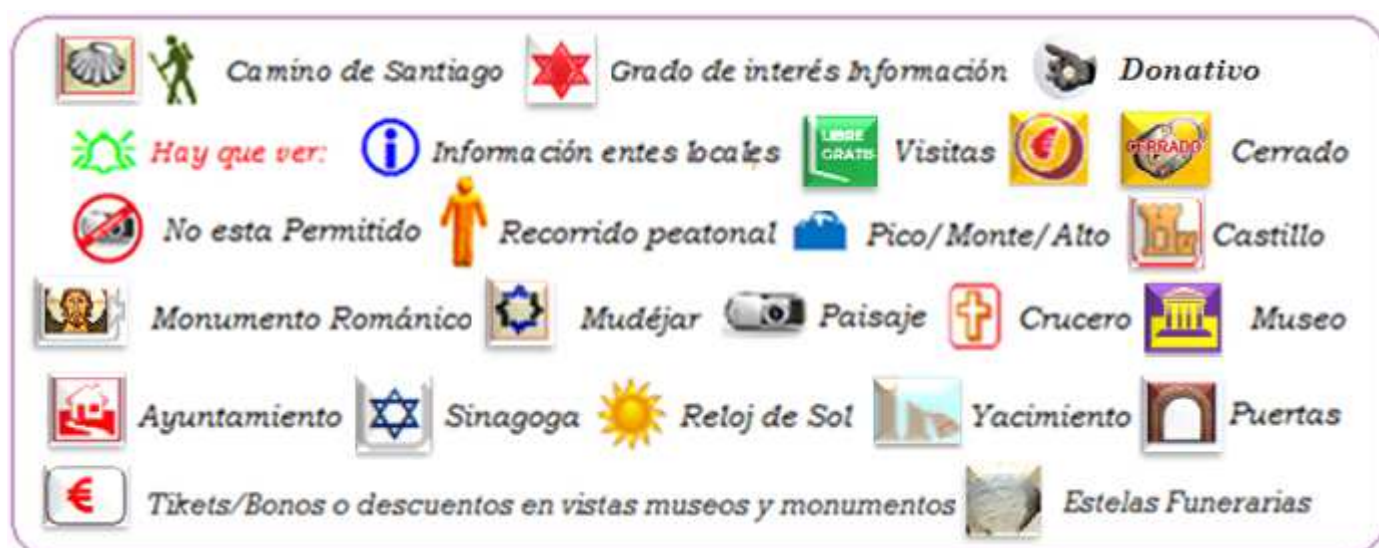 Camino de Santiago Grado de interés Información Donativo
Hay que ver: Información entes locales LIBRE GRATIS Visitas € CERRADO Cerrado
No esta Permitido Recorrido peatonal Pico/Monte/Alto Castillo
Monumento Románico Mudéjar Paisaje Crucero Museo
Ayuntamiento Sinagoga Reloj de Sol Yacimiento Puertas
€ Tikets/Bonos o descuentos en vistas museos y monumentos Estelas Funerarias